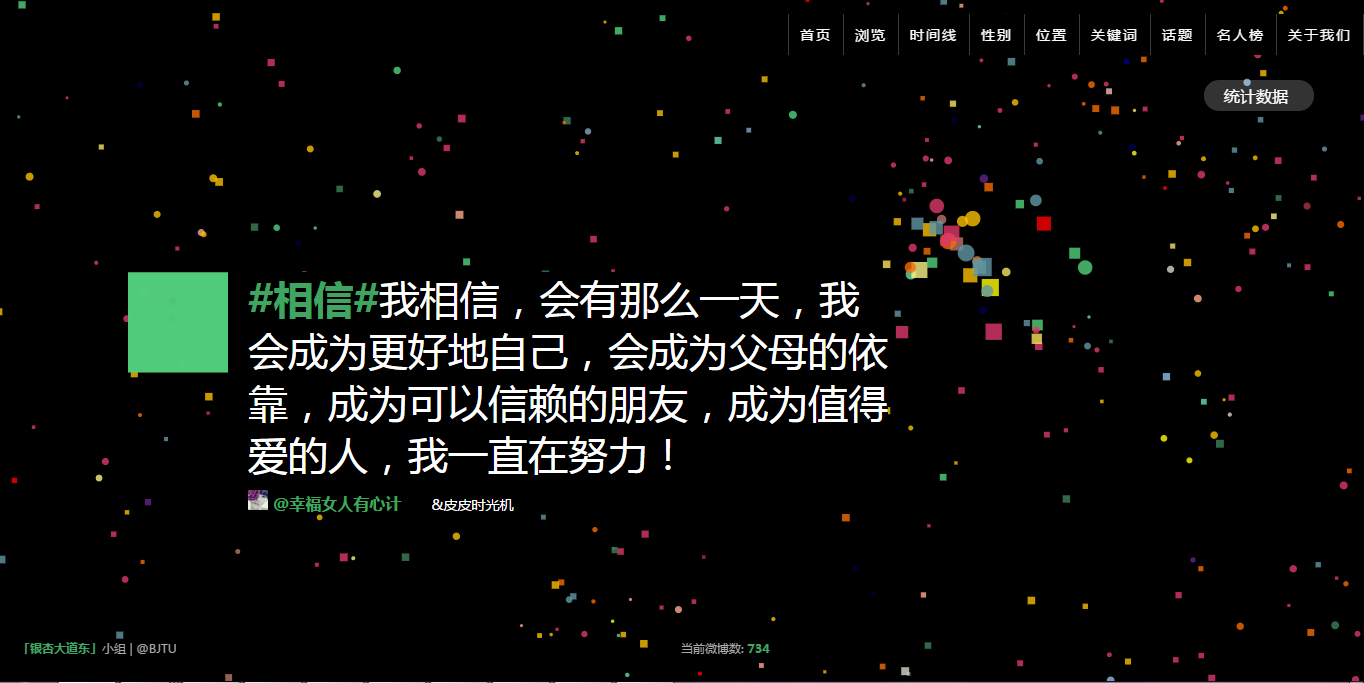 首页 浏览 时间线 性别 位置 关键词 话题 名人榜 关于我们
统计数据
#相信#我相信，会有那么一天，我
会成为更好地自己，会成为父母的依
靠，成为可以信赖的朋友，成为值得
爱的人，我一直在努力！
@幸福女人有心计 &皮皮时光机
「银杏大道东」小组 | @BJTU 当前微博数: 734